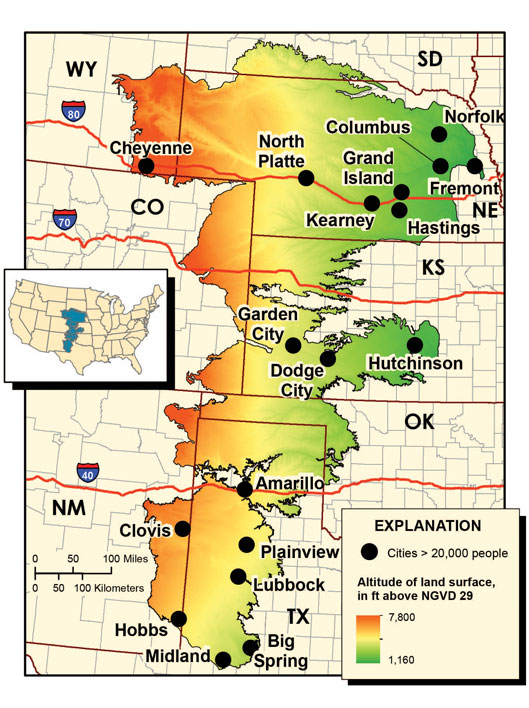 WY
SD
80
Norfolk
Columbus
Cheyenne
North
Platte
Grand
Island
Fremont
CO
Kearney
Hastings
NE
70
KS
Garden
City
Dodge
City
Hutchinson
OK
40
Amarillo
NM
Clovis
Plainview
0 50 100 Miles
0 50 100 Kilometers
Lubbock
Hobbs
TX
Midland
Big
Spring
EXPLANATION
Cities > 20,000 people
Altitude of land surface,
in ft above NGVD 29
7,800
1,160